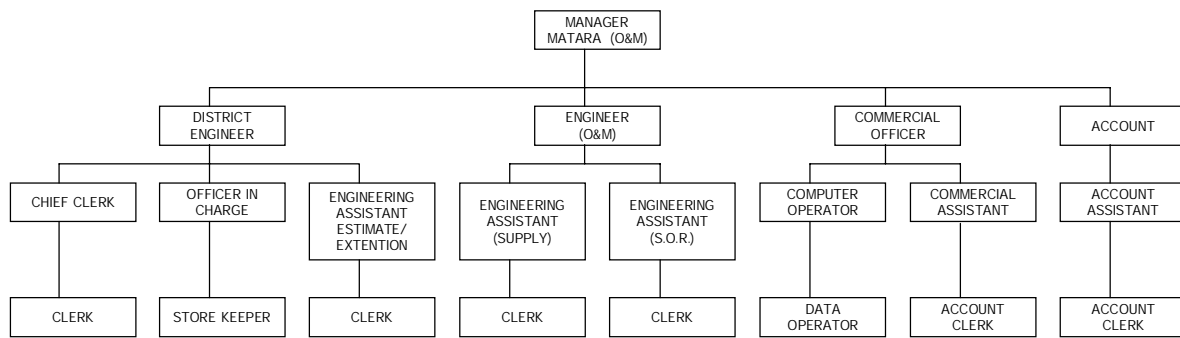 MANAGER
MATARA (O&M)
DISTRICT
ENGINEER
ENGINEER
(O&M)
COMMERCIAL
OFFICER
ACCOUNT
CHIEF CLERK
OFFICER IN
CHARGE
ENGINEERING
ASSISTANT
ESTIMATE/
EXTENTION
ENGINEERING
ASSISTANT
(SUPPLY)
ENGINEERING
ASSISTANT
(S.O.R.)
COMPUTER
OPERATOR
COMMERCIAL
ASSISTANT
ACCOUNT
ASSISTANT
CLERK
STORE KEEPER
CLERK
CLERK
CLERK
DATA
OPERATOR
ACCOUNT
CLERK
ACCOUNT
CLERK